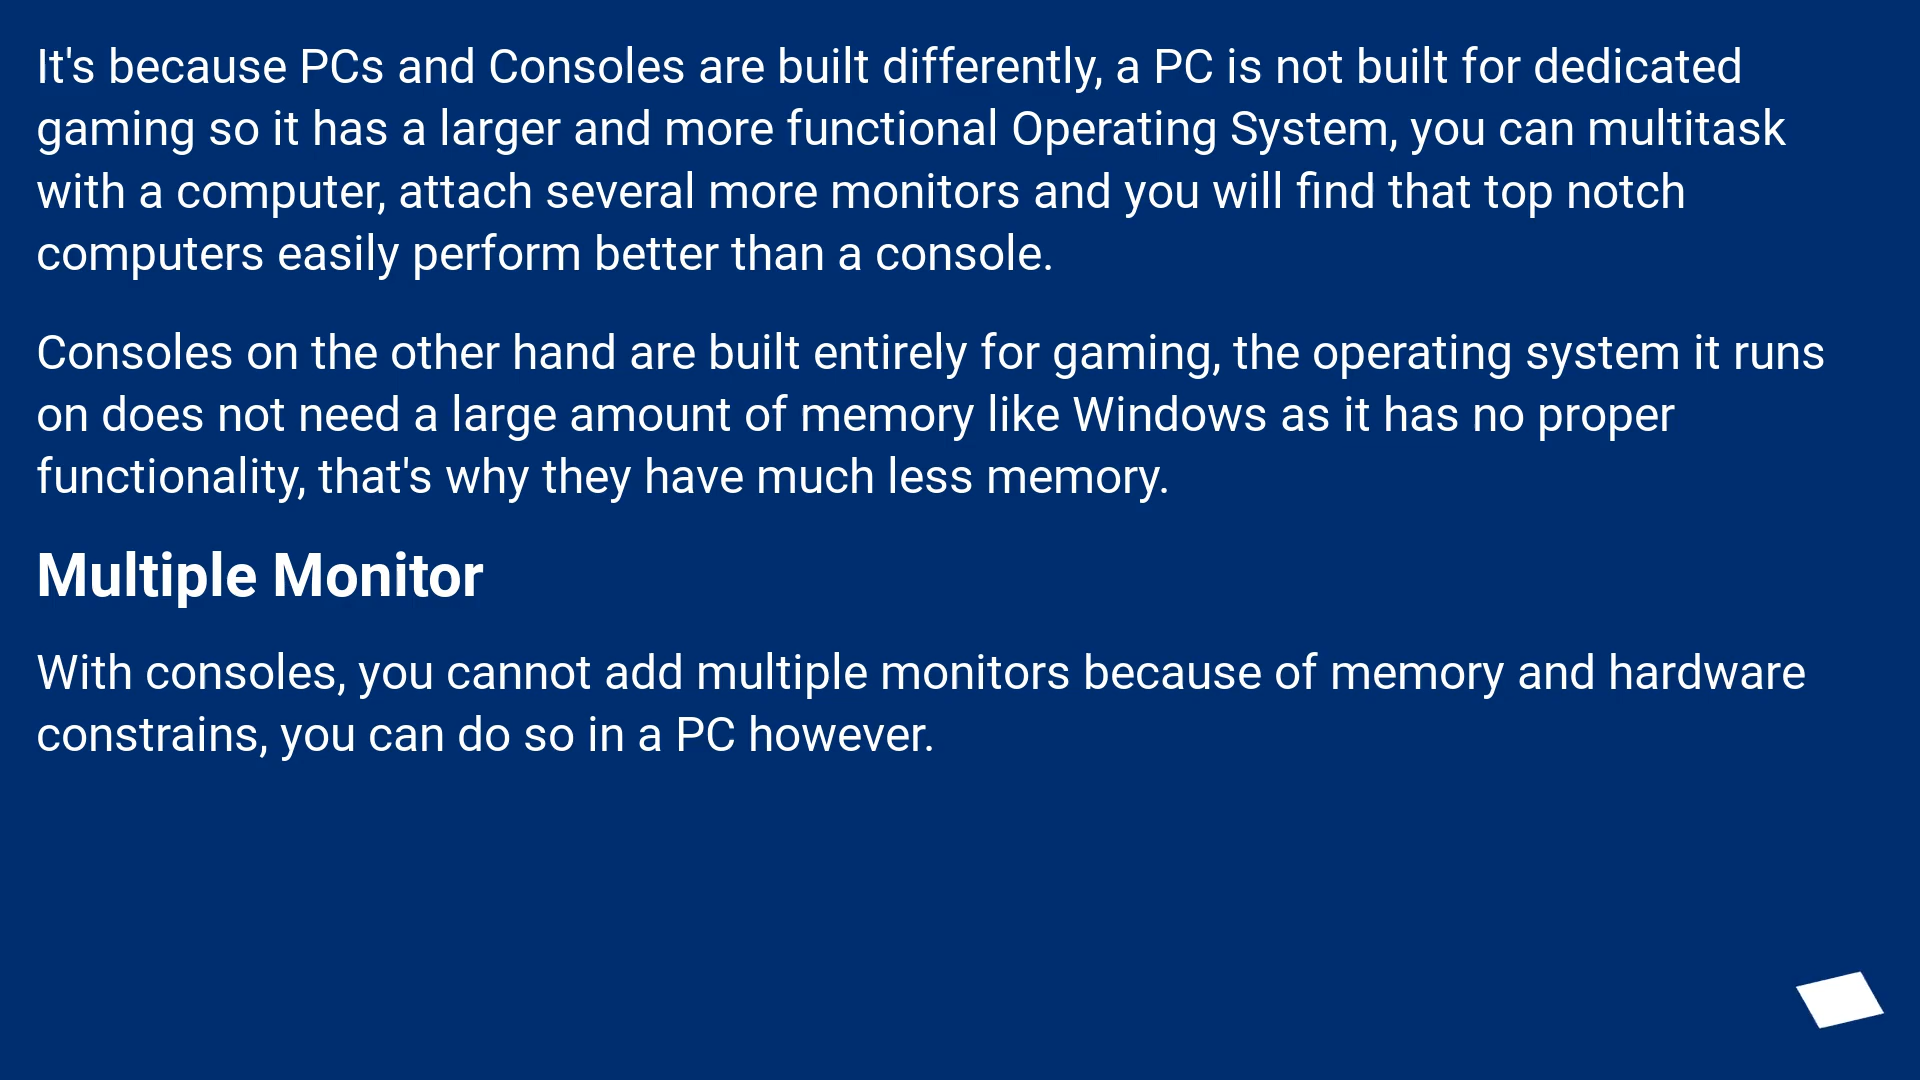 It's because PCs and Consoles are built differently, a PC is not built for dedicated
gaming so it has a larger and more functional Operating System, you can multitask
with a computer, attach several more monitors and you will find that top notch
computers easily perform better than a console.
Consoles on the other hand are built entirely for gaming, the operating system it runs
on does not need a large amount of memory like Windows as it has no proper
functionality, that's why they have much less memory.
Multiple Monitor
With consoles, you cannot add multiple monitors because of memory and hardware
constrains, you can do so in a PC however.